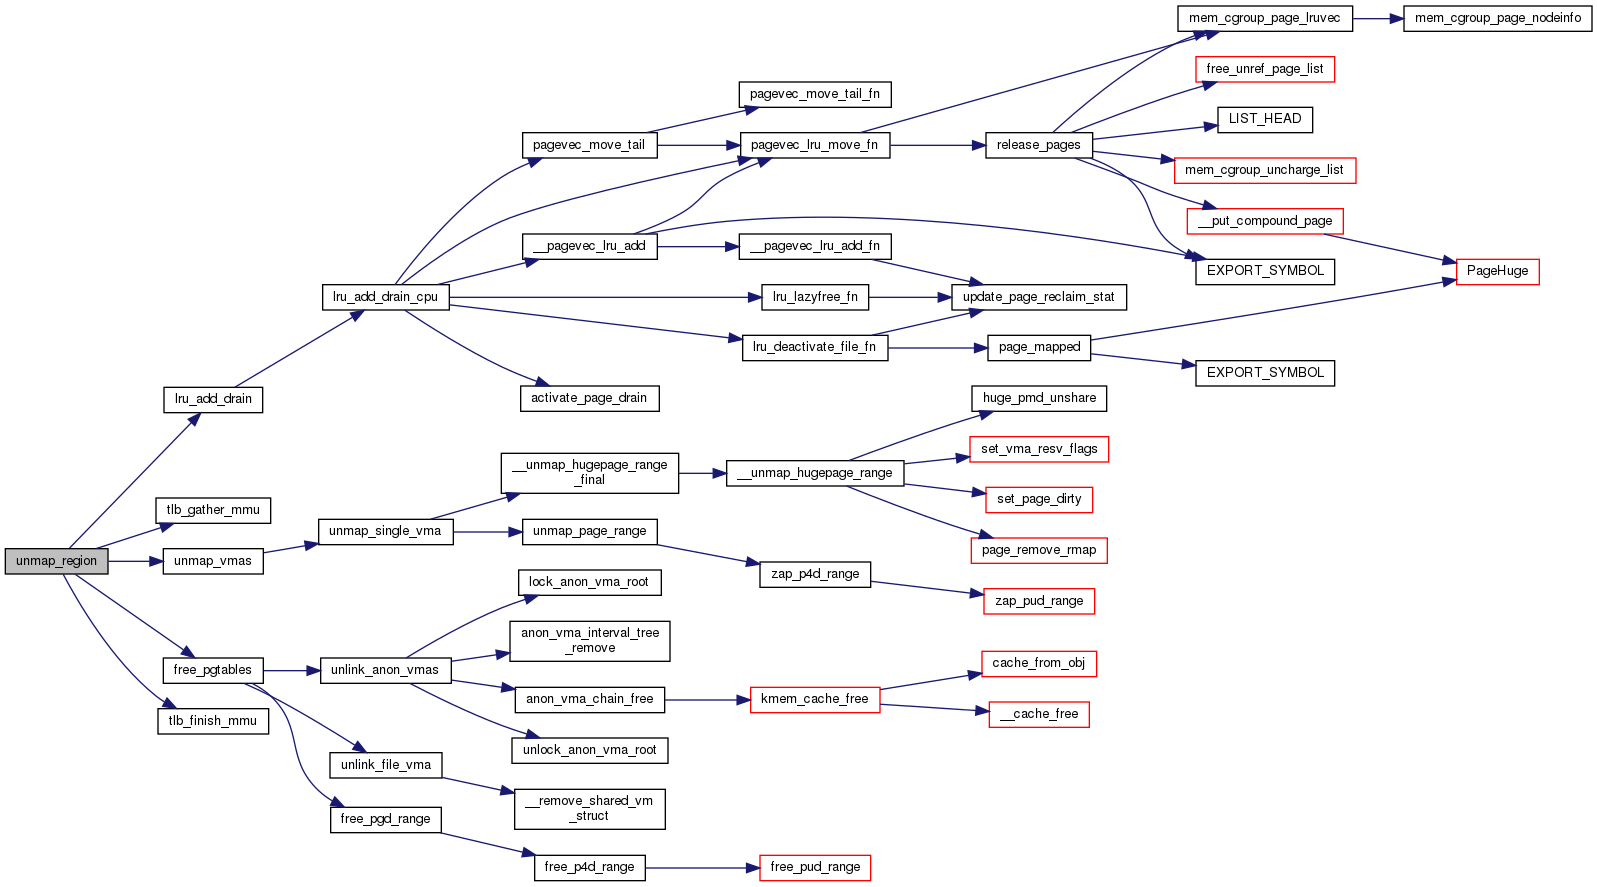 mem_cgroup_page_lruvec
mem_cgroup_page_nodeinfo
free_unref_page_list
pagevec_move_tail_fn
LIST_HEAD
pagevec_move_tail
pagevec_lru_move_fn
release_pages
mem_cgroup_uncharge_list
__put_compound_page
__pagevec_lru_add
__pagevec_lru_add_fn
EXPORT_SYMBOL
PageHuge
lru_add_drain_cpu
lru_lazyfree_fn
update_page_reclaim_stat
lru_deactivate_file_fn
page_mapped
EXPORT_SYMBOL
lru_add_drain
activate_page_drain
huge_pmd_unshare
set_vma_resv_flags
__unmap_hugepage_range
_final
__unmap_hugepage_range
set_page_dirty
tlb_gather_mmu
unmap_single_vma
unmap_page_range
page_remove_rmap
unmap_region
unmap_vmas
zap_p4d_range
lock_anon_vma_root
zap_pud_range
anon_vma_interval_tree
_remove
free_pgtables
unlink_anon_vmas
cache_from_obj
anon_vma_chain_free
kmem_cache_free
__cache_free
tlb_finish_mmu
unlock_anon_vma_root
unlink_file_vma
__remove_shared_vm
_struct
free_pgd_range
free_p4d_range
free_pud_range